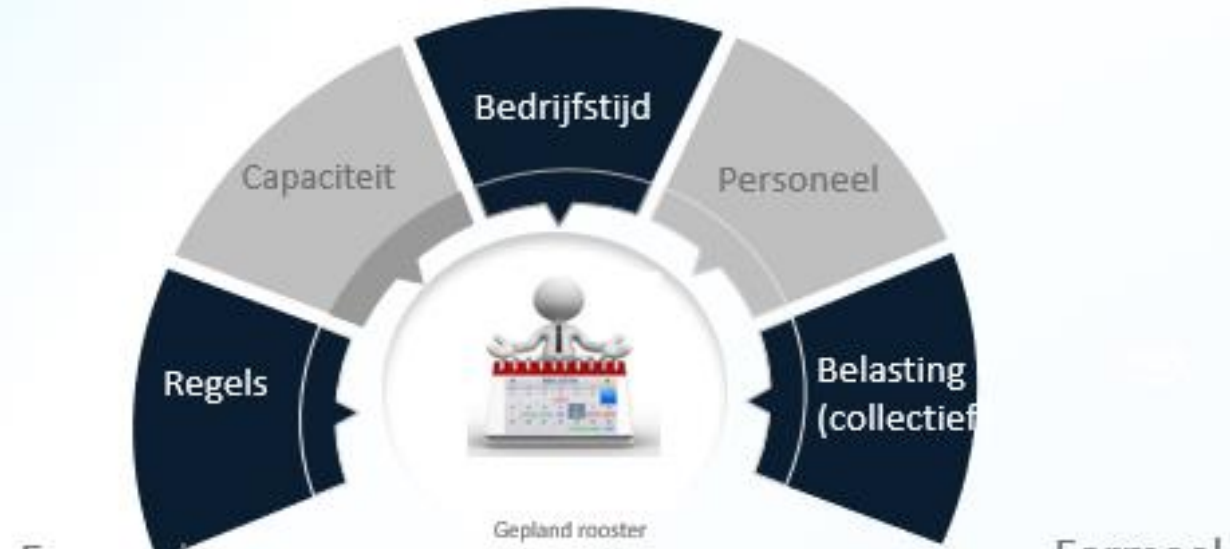 Bedrijfstijd
Capaciteit
Personeel
Regels
Belasting
(collectief
Gepland rooster